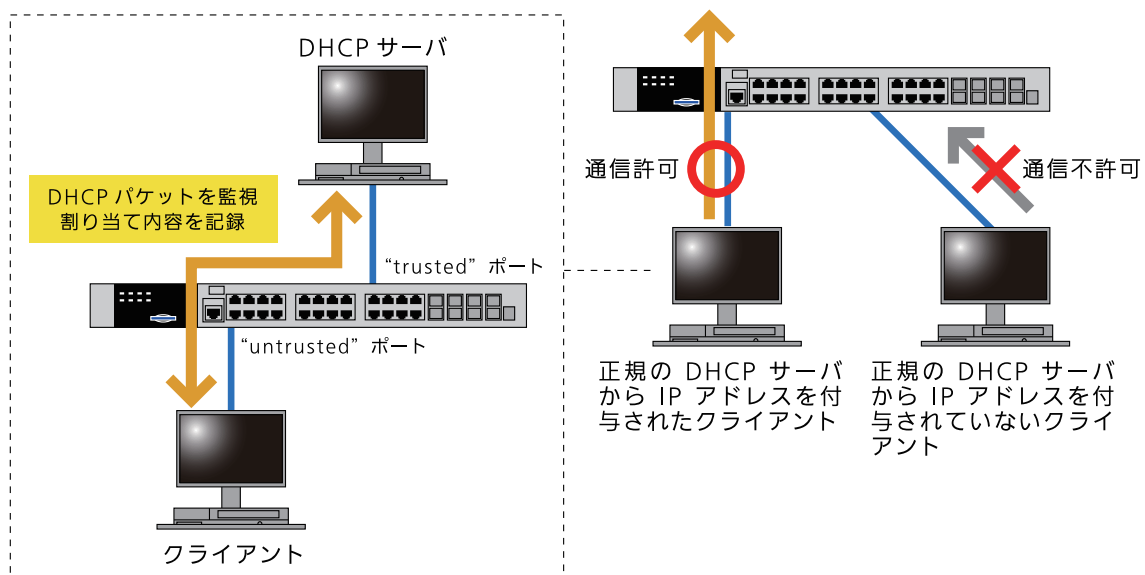 DHCP サーバ
DHCP パケットを監視
割り当て内容を記録
“trusted” ポート
“untrusted” ポート
クライアント
通信許可
通信不許可
正規の DHCP サーバ
から IP アドレスを付
与されたクライアント
正規の DHCP サーバ
から IP アドレスを付
与されていないクライ
アント